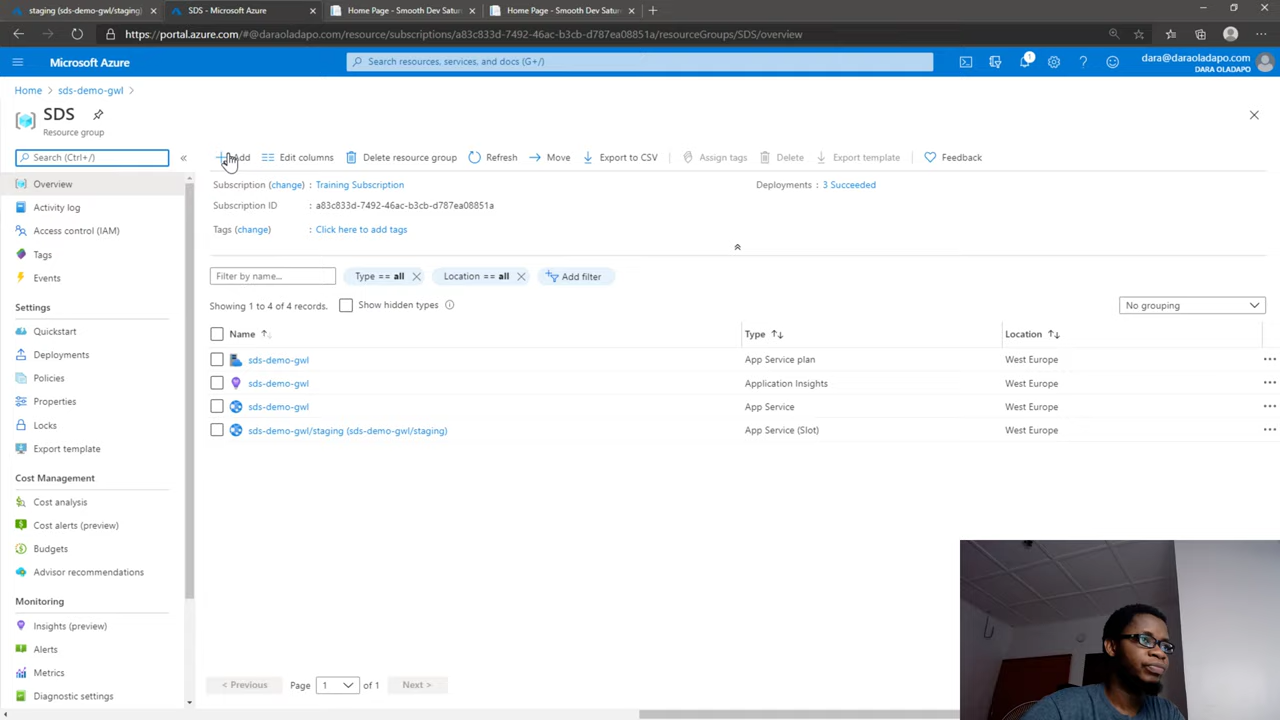 staging (sds-demo-gwl/staging)
SDS - Microsoft Azure
Home Page - Smooth Dev Satur
Home Page - Smooth Dev Satur
https://portal.azure.com/#@daraoladapo.com/resource/subscriptions/a83c833d-7492-46ac-b3cb-d787ea08851a/resourceGroups/SDS/overview
Microsoft Azure
Search resources, services, and docs (G+/)
1
dara@daraoladapo.com
DARA OLADAPO
Home > sds-demo-gwl >
SDS
Resource group
Search (Ctrl+/)
Add
Edit columns
Delete resource group
Refresh
Move
Export to CSV
Assign tags
Delete
Export template
Feedback
Overview
Activity log
Access control (IAM)
Tags
Events
Settings
Quickstart
Deployments
Policies
Properties
Locks
Export template
Cost Management
Cost analysis
Cost alerts (preview)
Budgets
Advisor recommendations
Monitoring
Insights (preview)
Alerts
Metrics
Diagnostic settings
Subscription (change) : Training Subscription
Deployments : 3 Succeeded
Subscription ID : a83c833d-7492-46ac-b3cb-d787ea08851a
Tags (change) : Click here to add tags
Filter by name...
Type == all
Location == all
Add filter
Showing 1 to 4 of 4 records.
Show hidden types
No grouping
Name Type Location
sds-demo-gwl App Service plan West Europe
sds-demo-gwl Application Insights West Europe
sds-demo-gwl App Service West Europe
sds-demo-gwl/staging (sds-demo-gwl/staging) App Service (Slot) West Europe
< Previous Page 1 of 1 Next >